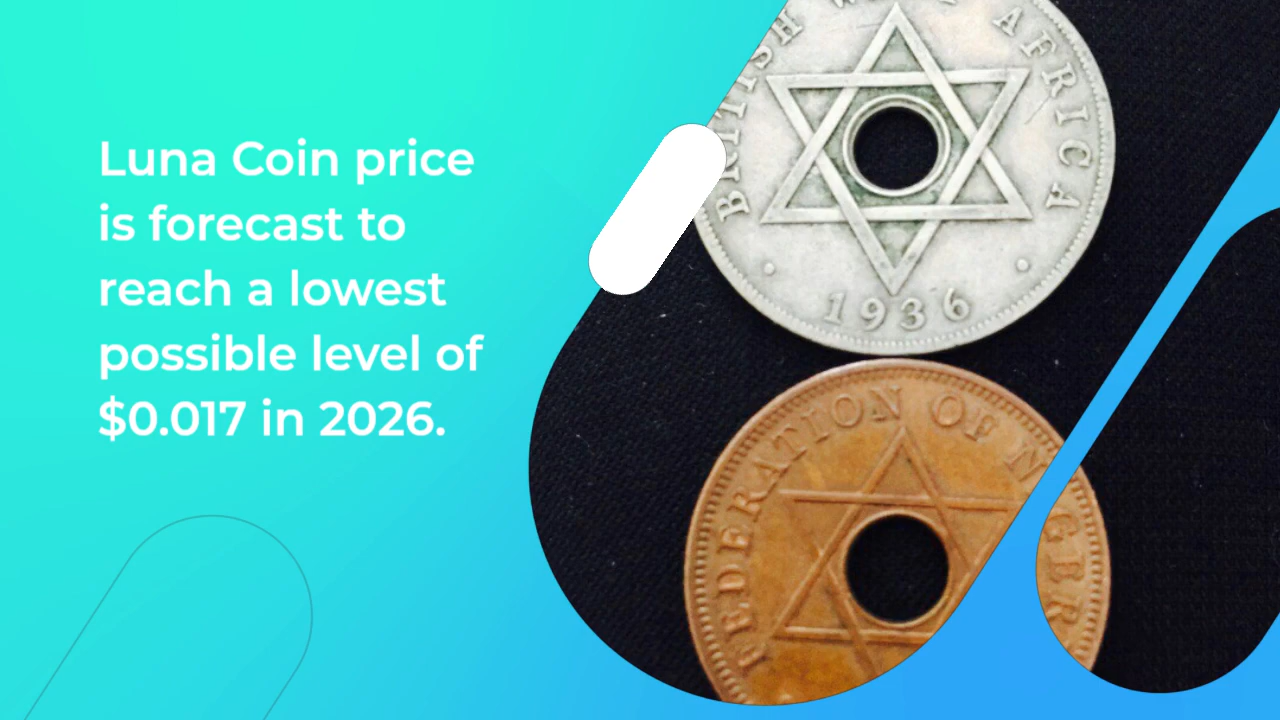 Luna Coin price
is forecast to
reach a lowest
possible level of
$0.017 in 2026.
AFRICA
1936
FEDERATION OF